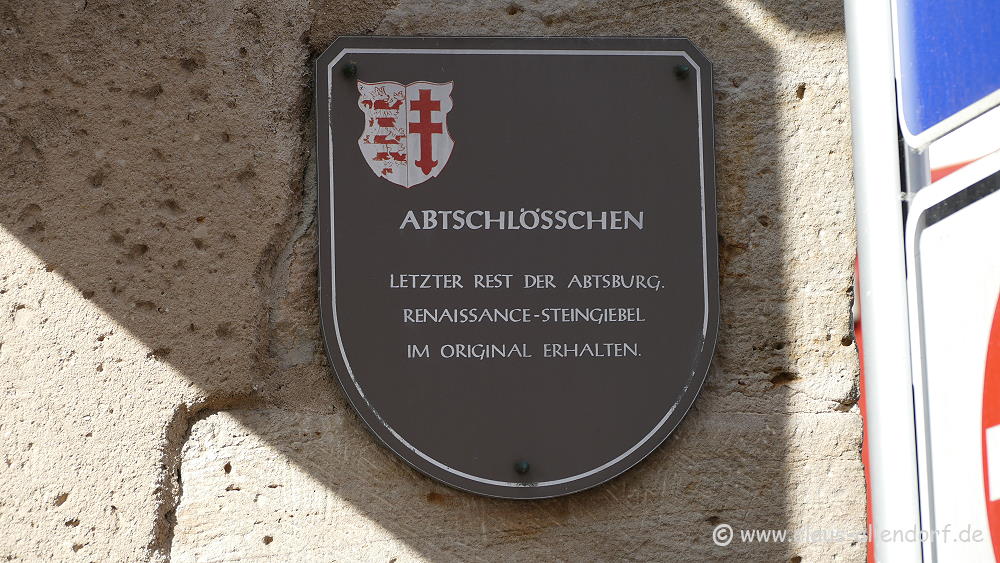 ABTSCHLÖSSCHEN
LETZTER REST DER ABTSBURG.
RENAISSANCE-STEINGIEBEL
IM ORIGINAL ERHALTEN.
©